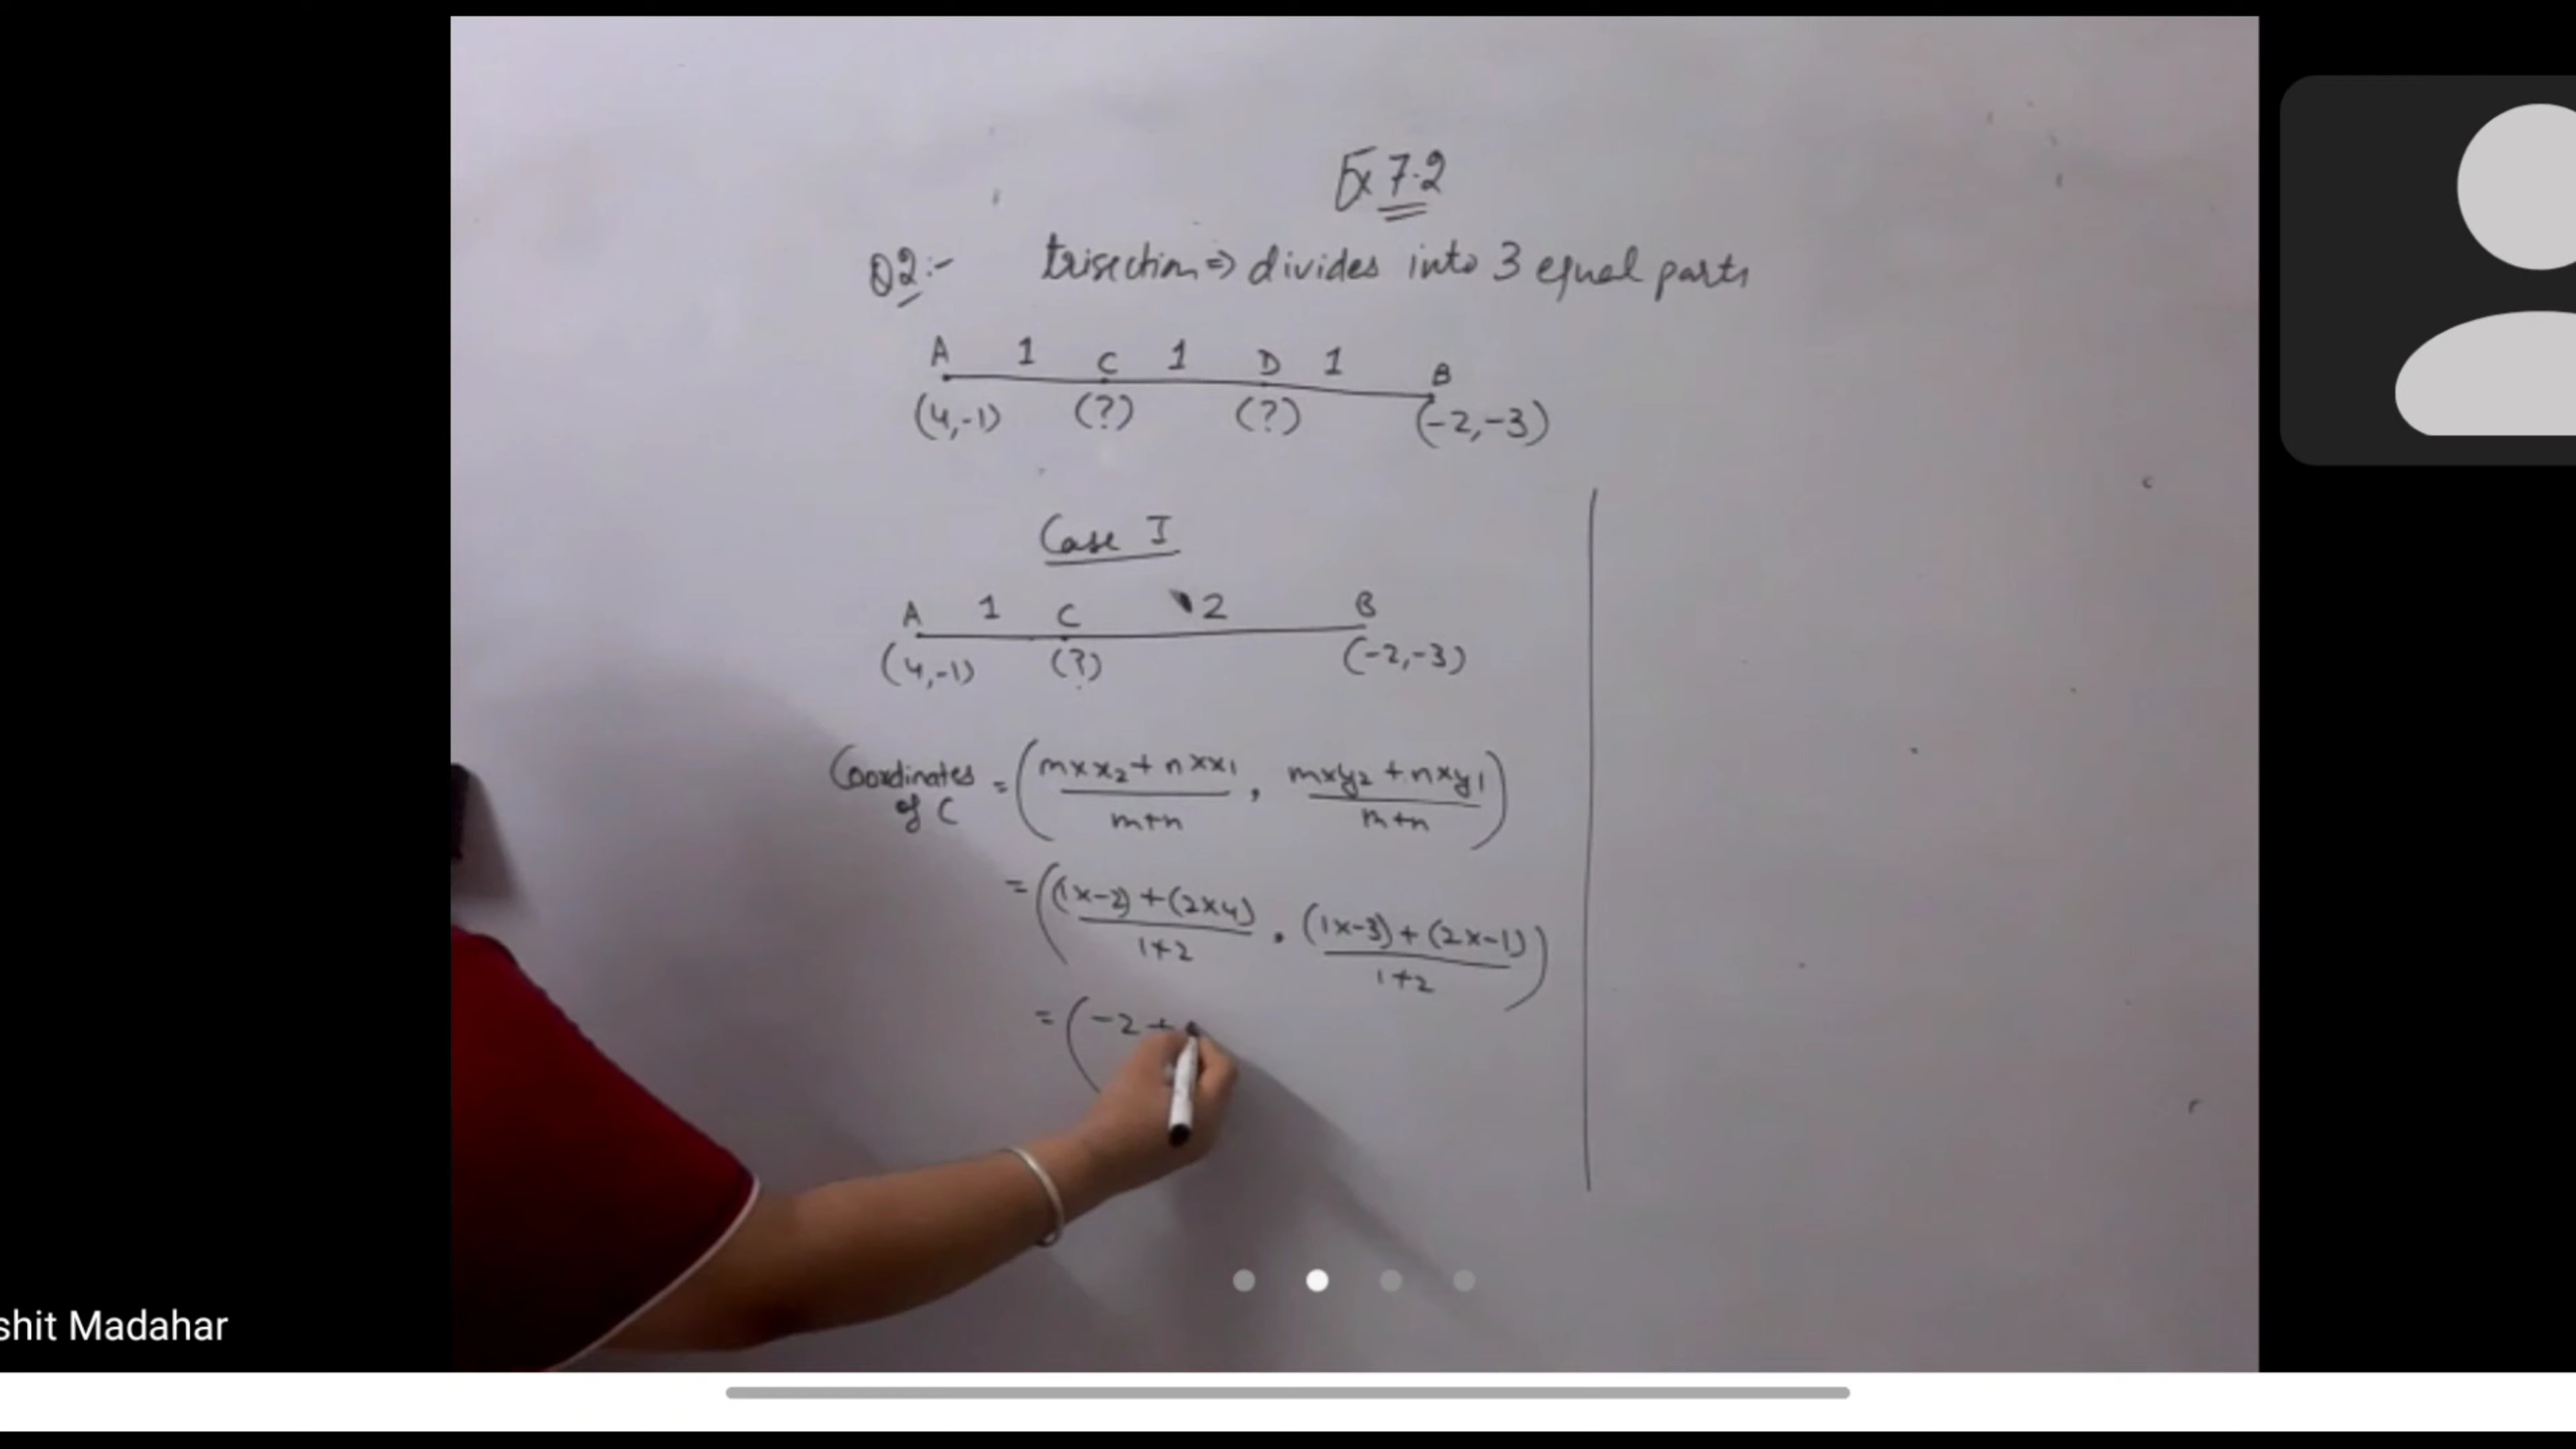 Ex 7.2
Q2:- trisection => divides into 3 equal parts
A 1 C 1 D 1 B
(4,-1) (?) (?) (-2,-3)
Case I
A 1 C 2 B
(4,-1) (?) (-2,-3)
Coordinates of C = (m×x₂+n×x₁/m+n, m×y₂+n×y₁/m+n)
= ((1×-2)+(2×4)/1+2, (1×-3)+(2×-1)/1+2)
= (-2+
shit Madahar